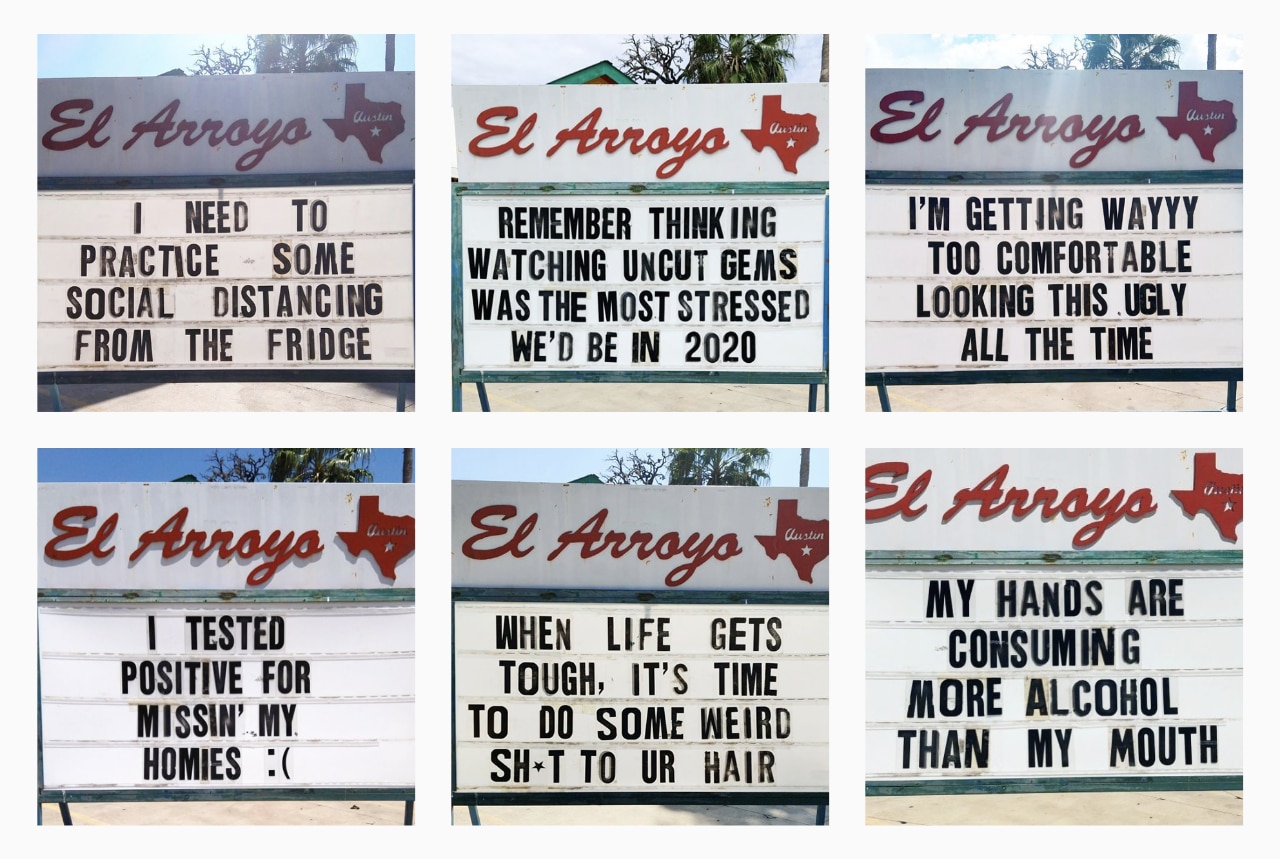 El Arroyo
Austin
I NEED TO
PRACTICE SOME
SOCIAL DISTANCING
FROM THE FRIDGE
El Arroyo
Austin
REMEMBER THINKING
WATCHING UNCUT GEMS
WAS THE MOST STRESSED
WE'D BE IN 2020
El Arroyo
Austin
I'M GETTING WAYYY
TOO COMFORTABLE
LOOKING THIS UGLY
ALL THE TIME
El Arroyo
Austin
I TESTED
POSITIVE FOR
MISSIN' MY
HOMIES :(
El Arroyo
Austin
WHEN LIFE GETS
TOUGH, IT'S TIME
TO DO SOME WEIRD
SH★T TO UR HAIR
El Arroyo
Austin
MY HANDS ARE
CONSUMING
MORE ALCOHOL
THAN MY MOUTH